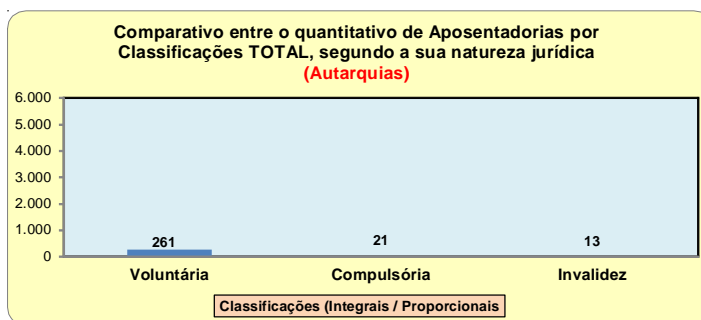 Comparativo entre o quantitativo de Aposentadorias por
Classificações TOTAL, segundo a sua natureza jurídica
(Autarquias)
6.000
5.000
4.000
3.000
2.000
1.000
0
261
21
13
Voluntária
Compulsória
Invalidez
Classificações (Integrais / Proporcionais